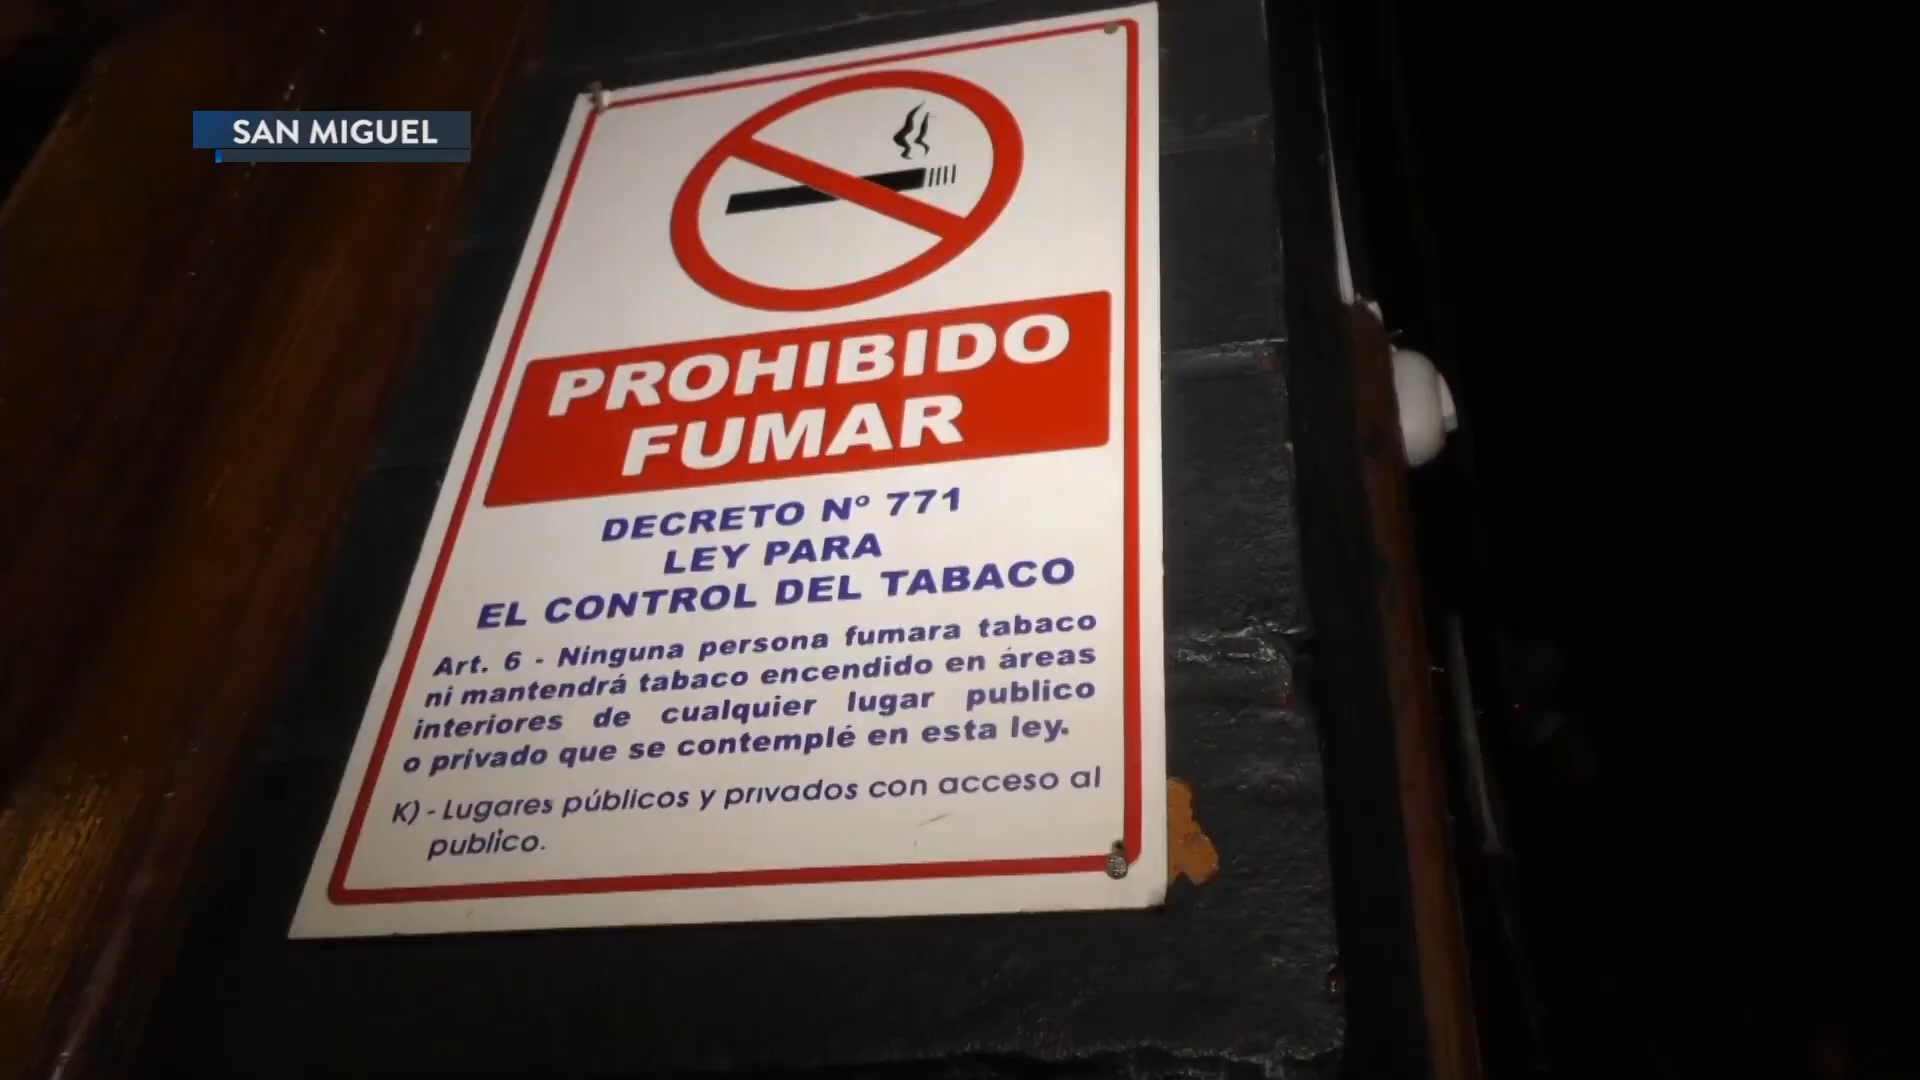 SAN MIGUEL
PROHIBIDO
FUMAR
DECRETO Nº 771
LEY PARA
EL CONTROL DEL TABACO
Art. 6 - Ninguna persona fumara tabaco
ni mantendrá tabaco encendido en áreas
interiores de cualquier lugar publico
o privado que se contemplé en esta ley.
K) - Lugares públicos y privados con acceso al
publico.